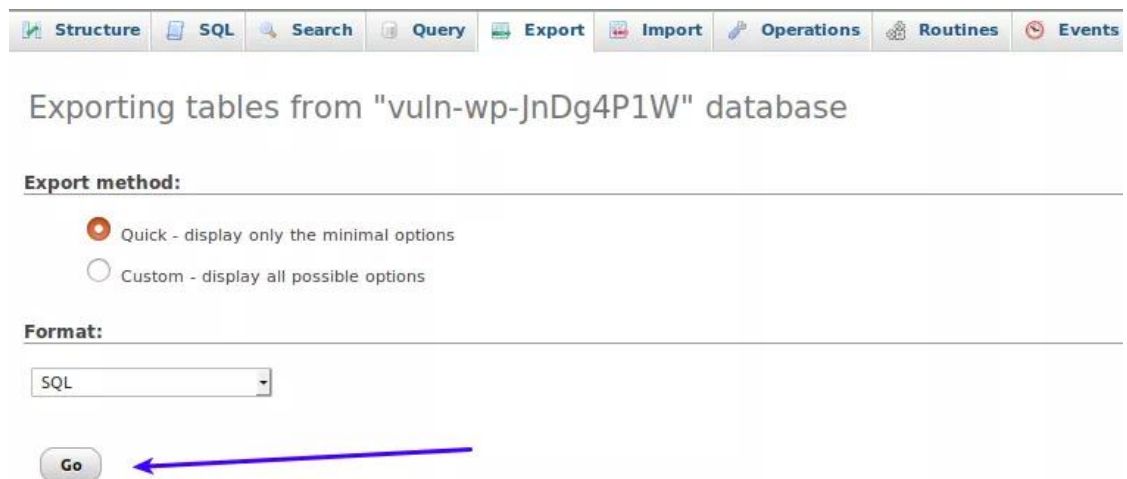 Structure SQL Search Query Export Import Operations Routines Events
Exporting tables from "vuln-wp-JnDg4P1W" database
Export method:
Quick - display only the minimal options
Custom - display all possible options
Format:
SQL
Go